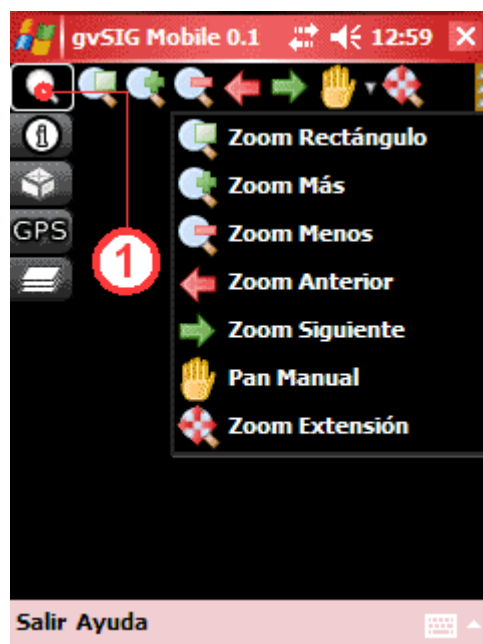 gvSIG Mobile 0.1 12:59
Zoom Rectángulo
Zoom Más
GPS
Zoom Menos
1
Zoom Anterior
Zoom Siguiente
Pan Manual
Zoom Extensión
Salir Ayuda